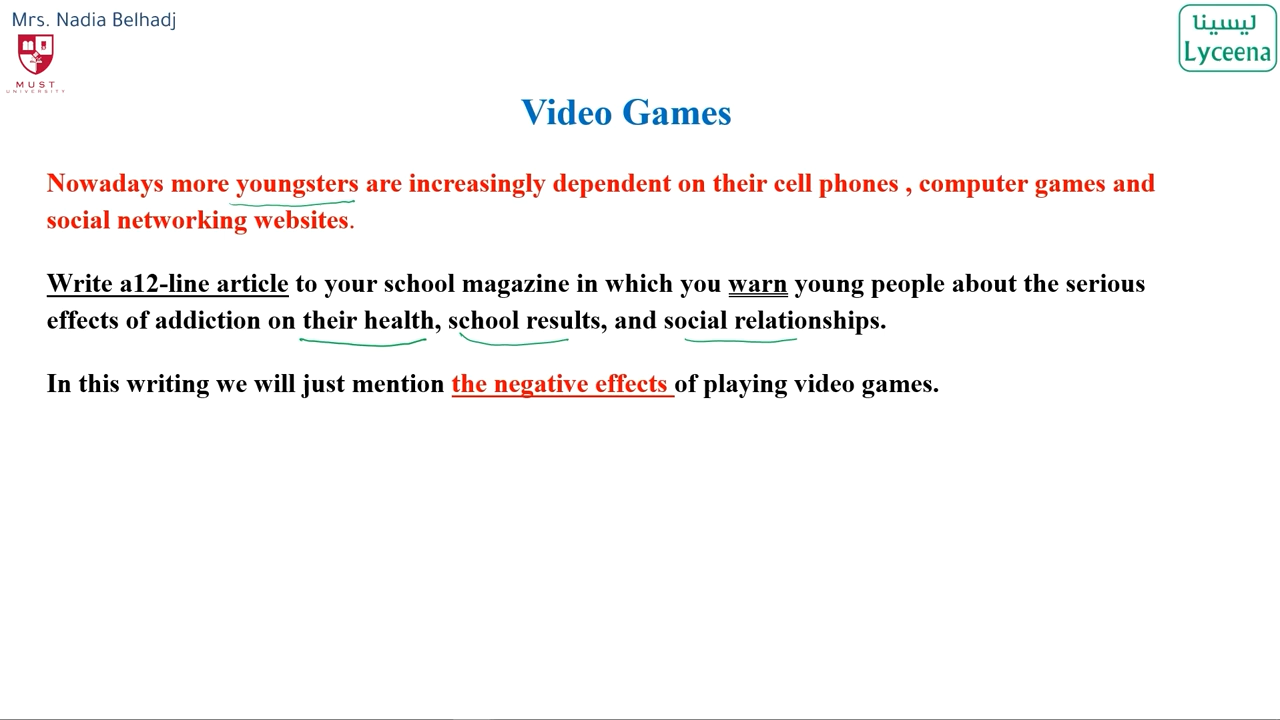 Mrs. Nadia Belhadj
MUST
UNIVERSITY
ليسينا
Lyceena
Video Games
Nowadays more youngsters are increasingly dependent on their cell phones , computer games and
social networking websites.
Write a12-line article to your school magazine in which you warn young people about the serious
effects of addiction on their health, school results, and social relationships.
In this writing we will just mention the negative effects of playing video games.